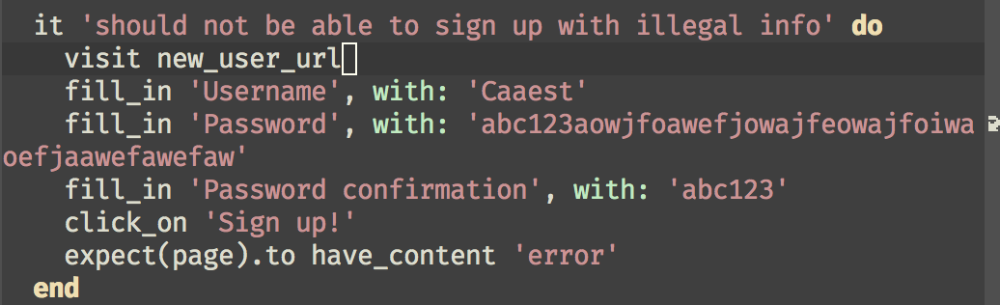 it 'should not be able to sign up with illegal info' do
visit new_user_url
fill_in 'Username', with: 'Caaest'
fill_in 'Password', with: 'abc123aowjfoawefjowajfeowajfoiwa
oefjaawefawefaw'
fill_in 'Password confirmation', with: 'abc123'
click_on 'Sign up!'
expect(page).to have_content 'error'
end